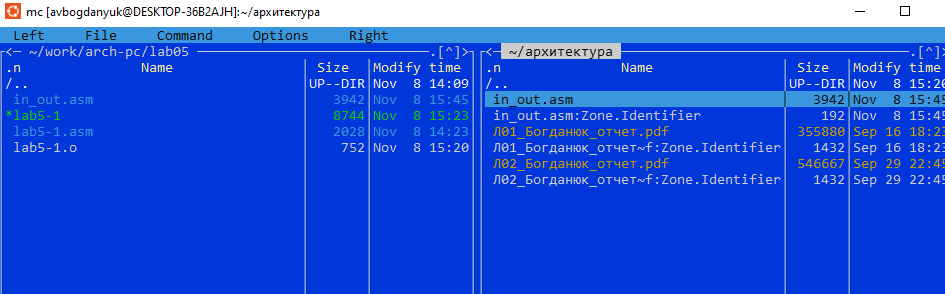 mc [avbogdanyuk@DESKTOP-36B2AJH]:~/архитектура
Left File Command Options Right
<─ ~/work/arch-pc/lab05 .[^]>
.n Name Size Modify time
/.. UP--DIR Nov 8 14:09
in_out.asm 3942 Nov 8 15:45
*lab5-1 8744 Nov 8 15:23
lab5-1.asm 2028 Nov 8 14:23
lab5-1.o 752 Nov 8 15:20
<─ ~/архитектура .[^]>
.n Name Size Modify time
/.. UP--DIR Nov 8 15:20
in_out.asm 3942 Nov 8 15:45
in_out.asm:Zone.Identifier 192 Nov 8 15:45
Л01_Богданюк_отчет.pdf 355880 Sep 16 18:23
Л01_Богданюк_отчет~f:Zone.Identifier 1432 Sep 16 18:23
Л02_Богданюк_отчет.pdf 546667 Sep 29 22:45
Л02_Богданюк_отчет~f:Zone.Identifier 1432 Sep 29 22:45